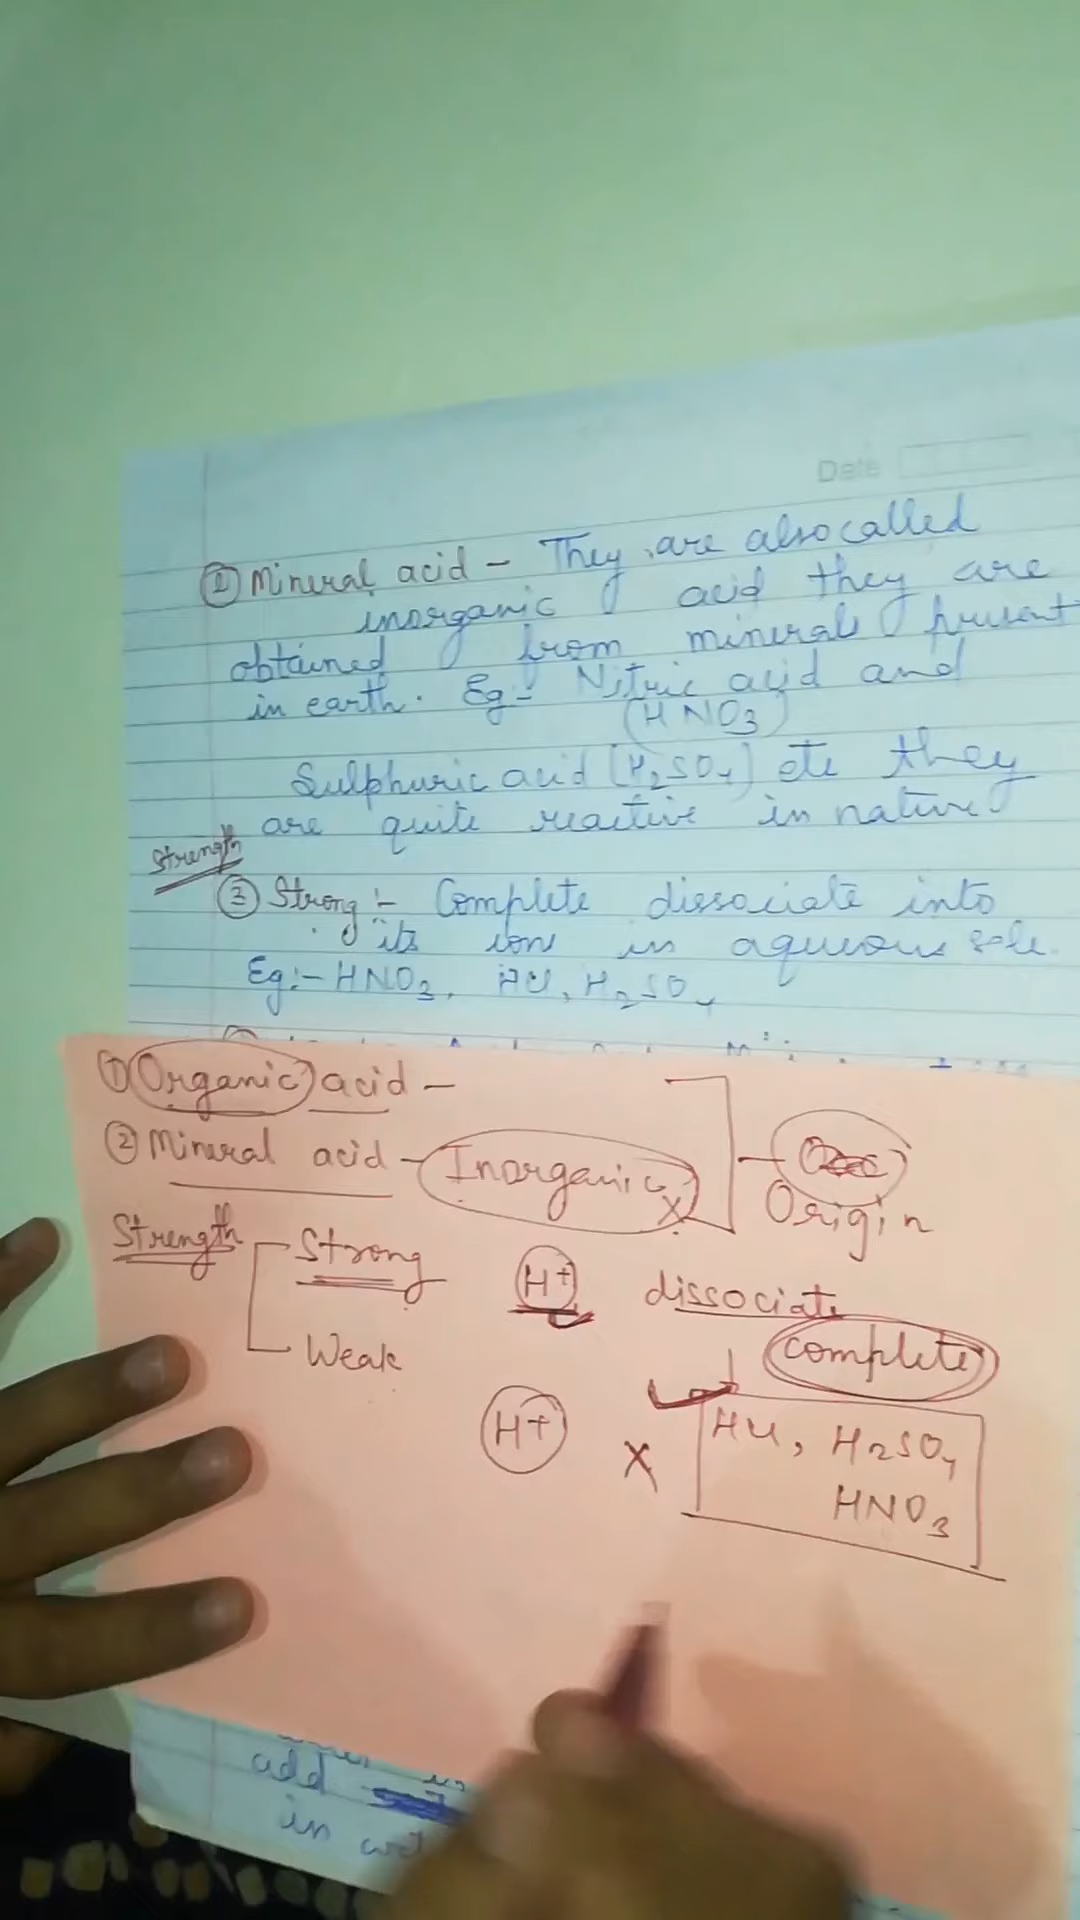 Date
② Mineral acid - They are also called
inorganic acid they are
obtained from minerals present
in earth. Eg:- Nitric acid and
(HNO3)
Sulphuric acid (H2SO4) etc they
are quite reactive in nature
Strength
③ Strong :- Complete dissociate into
its ions in aqueous soln.
Eg:- HNO3, HCl, H2SO4
① Organic acid -
② Mineral acid - Inorganic
Origin
Strength
Strong H+ dissociate
complete
Weak
H+ X HCl, H2SO4
HNO3
add
in